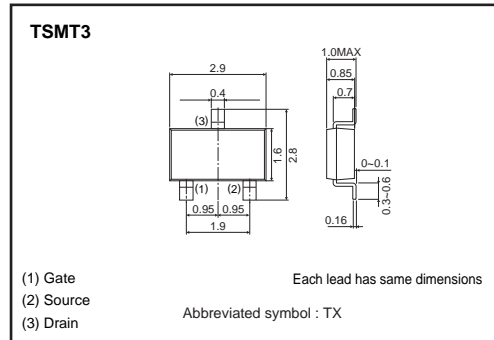 TSMT3
1.0MAX
2.9
0.85
0.4
0.7
(3)
1.6
2.8
0~0.1
(1)
(2)
0.3~0.6
0.95
0.95
0.16
1.9
(1) Gate
Each lead has same dimensions
(2) Source
(3) Drain
Abbreviated symbol : TX